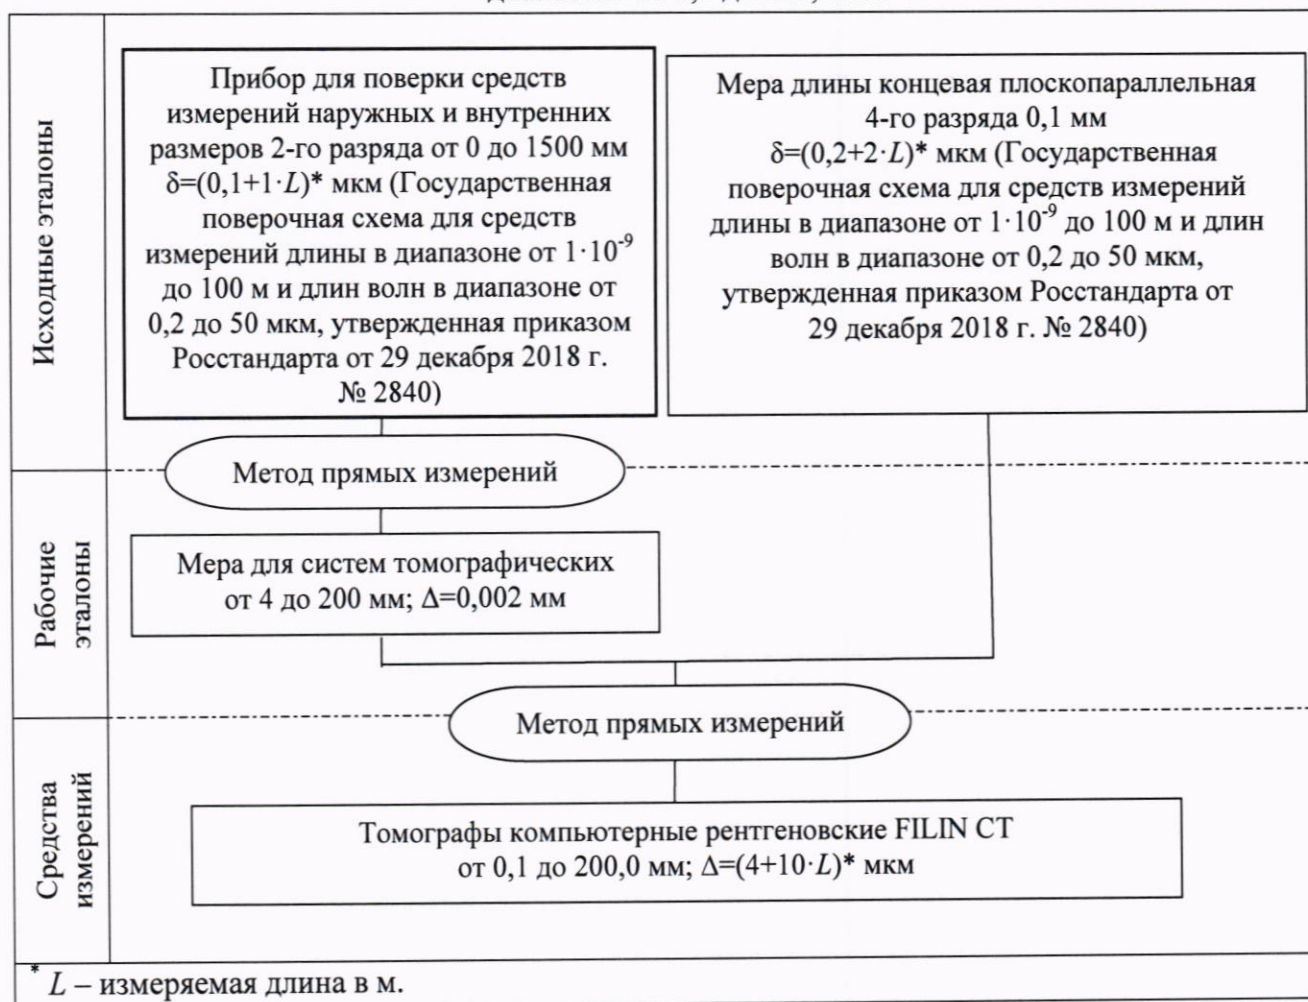 Исходные эталоны
Прибор для поверки средств
измерений наружных и внутренних
размеров 2-го разряда от 0 до 1500 мм
δ=(0,1+1·L)* мкм (Государственная
поверочная схема для средств
измерений длины в диапазоне от 1·10⁻⁹
до 100 м и длин волн в диапазоне от
0,2 до 50 мкм, утвержденная приказом
Росстандарта от 29 декабря 2018 г.
№ 2840)
Мера длины концевая плоскопараллельная
4-го разряда 0,1 мм
δ=(0,2+2·L)* мкм (Государственная
поверочная схема для средств измерений
длины в диапазоне от 1·10⁻⁹ до 100 м и длин
волн в диапазоне от 0,2 до 50 мкм,
утвержденная приказом Росстандарта от
29 декабря 2018 г. № 2840)
Метод прямых измерений
Рабочие
эталоны
Мера для систем томографических
от 4 до 200 мм; Δ=0,002 мм
Метод прямых измерений
Средства
измерений
Томографы компьютерные рентгеновские FILIN CT
от 0,1 до 200,0 мм; Δ=(4+10·L)* мкм
* L – измеряемая длина в м.